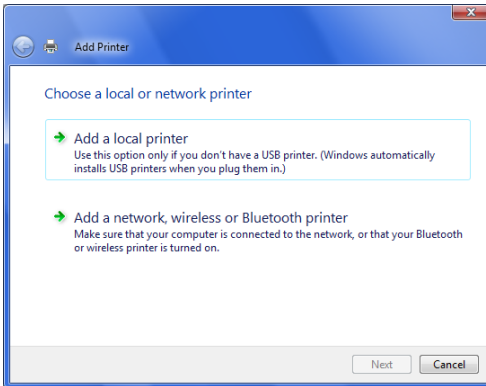 Add Printer
Choose a local or network printer
Add a local printer
Use this option only if you don't have a USB printer. (Windows automatically
installs USB printers when you plug them in.)
Add a network, wireless or Bluetooth printer
Make sure that your computer is connected to the network, or that your Bluetooth
or wireless printer is turned on.
Next
Cancel